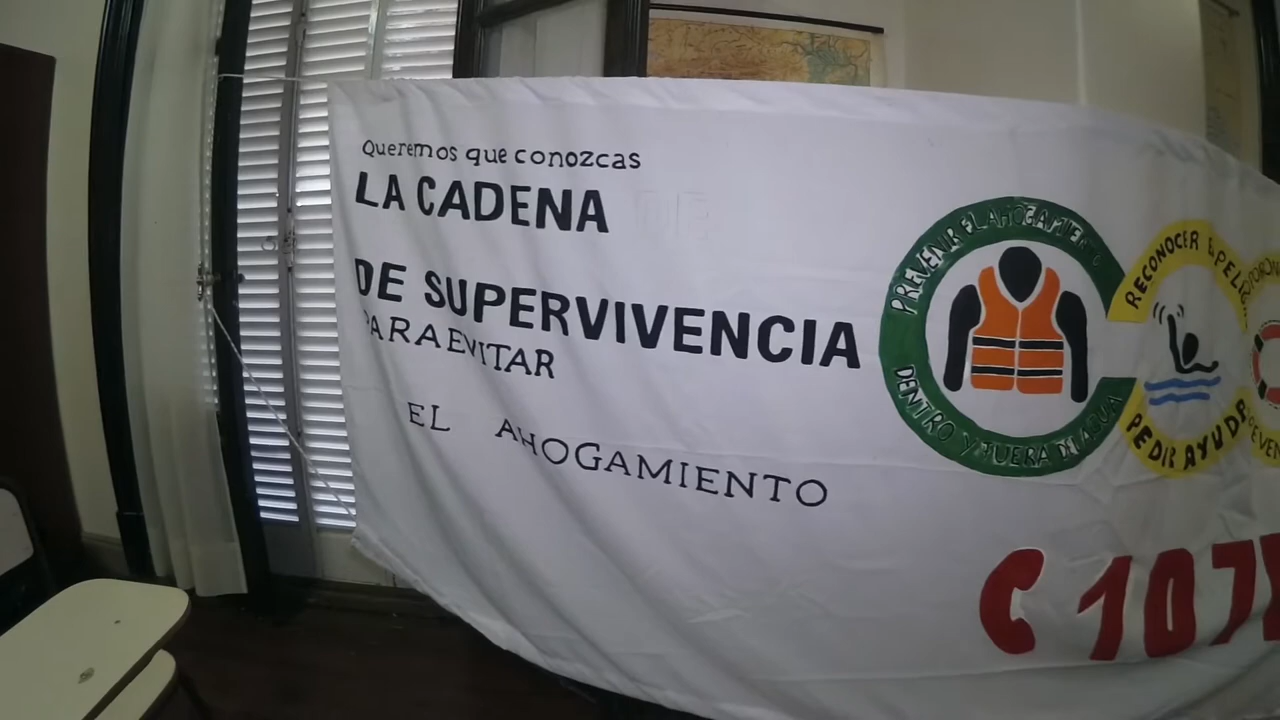 Queremos que conozcas
LA CADENA
DE SUPERVIVENCIA
PARA EVITAR
EL AHOGAMIENTO
PREVENIR EL AHOGAMIENTO
DENTRO Y FUERA DEL AGUA
RECONOCER EL PELIGRO
PEDIR AYUDA
107